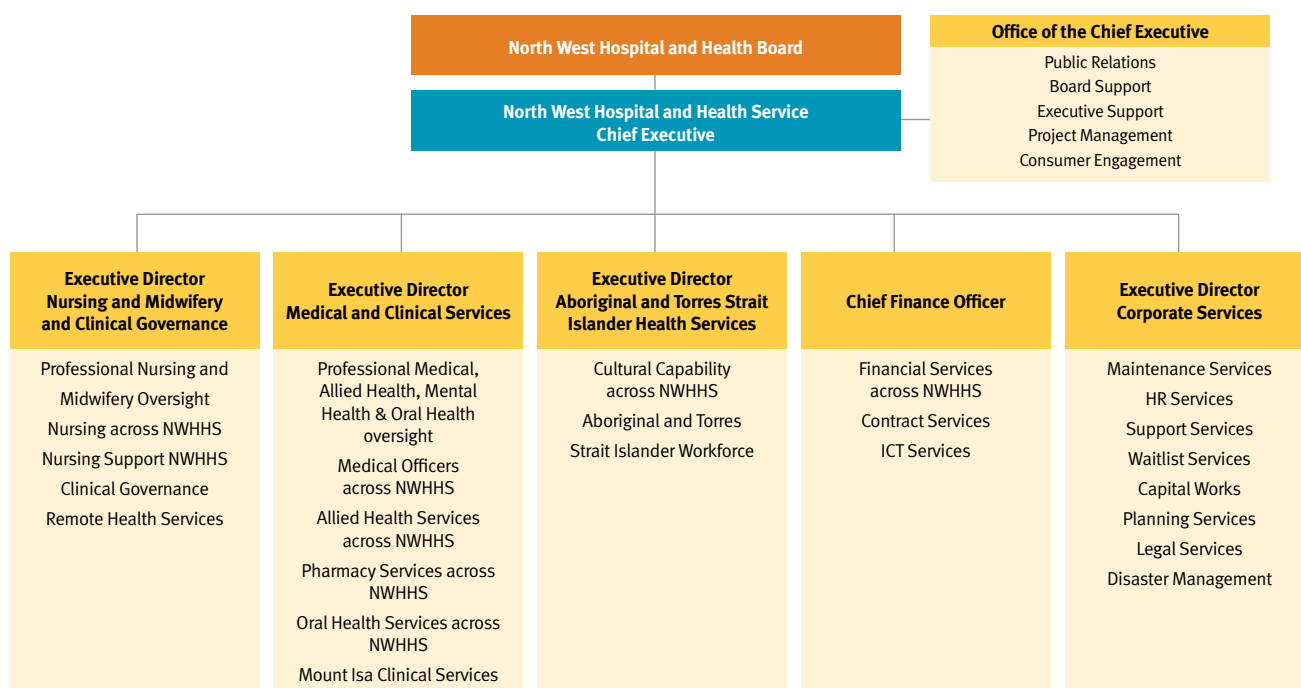 North West Hospital and Health Board
North West Hospital and Health Service
Chief Executive
Office of the Chief Executive
Public Relations
Board Support
Executive Support
Project Management
Consumer Engagement
Executive Director
Nursing and Midwifery
and Clinical Governance
Professional Nursing and
Midwifery Oversight
Nursing across NWHHS
Nursing Support NWHHS
Clinical Governance
Remote Health Services
Executive Director
Medical and Clinical Services
Professional Medical,
Allied Health, Mental
Health & Oral Health
oversight
Medical Officers
across NWHHS
Allied Health Services
across NWHHS
Pharmacy Services across
NWHHS
Oral Health Services across
NWHHS
Mount Isa Clinical Services
Executive Director
Aboriginal and Torres Strait
Islander Health Services
Cultural Capability
across NWHHS
Aboriginal and Torres
Strait Islander Workforce
Chief Finance Officer
Financial Services
across NWHHS
Contract Services
ICT Services
Executive Director
Corporate Services
Maintenance Services
HR Services
Support Services
Waitlist Services
Capital Works
Planning Services
Legal Services
Disaster Management